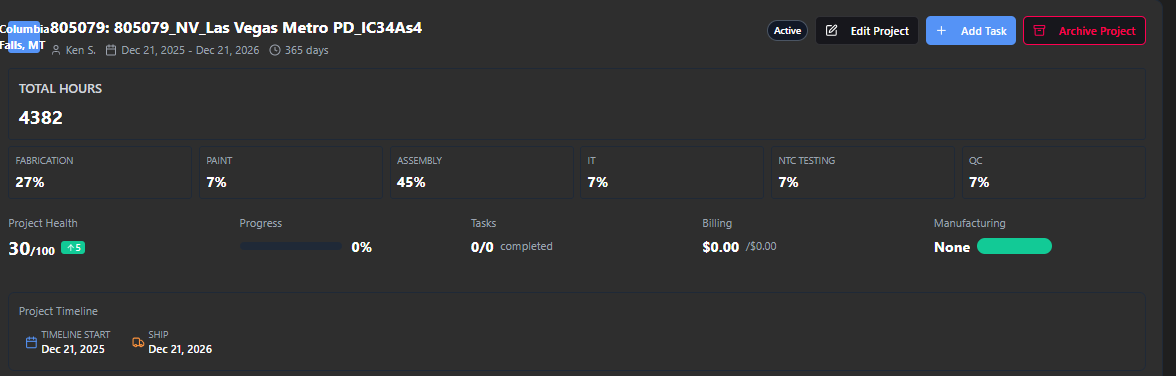 Columbia Falls, MT
805079: 805079_NV_Las Vegas Metro PD_IC34As4
Ken S. Dec 21, 2025 - Dec 21, 2026 365 days
Active
Edit Project
+ Add Task
Archive Project
TOTAL HOURS
4382
FABRICATION
27%
PAINT
7%
ASSEMBLY
45%
IT
7%
NTC TESTING
7%
QC
7%
Project Health
30/100 ↑5
Progress
0%
Tasks
0/0 completed
Billing
$0.00 /$0.00
Manufacturing
None
Project Timeline
TIMELINE START
Dec 21, 2025
SHIP
Dec 21, 2026